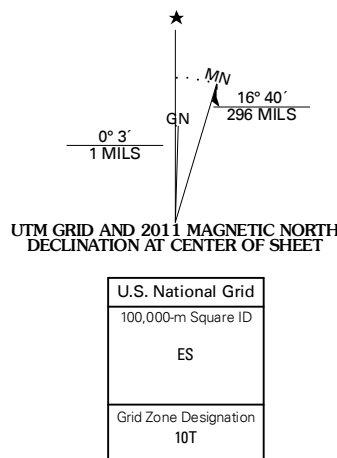 ★
MN
GN
16° 40´
296 MILS
0° 3´
1 MILS
UTM GRID AND 2011 MAGNETIC NORTH
DECLINATION AT CENTER OF SHEET
U.S. National Grid
100,000-m Square ID
ES
Grid Zone Designation
10T